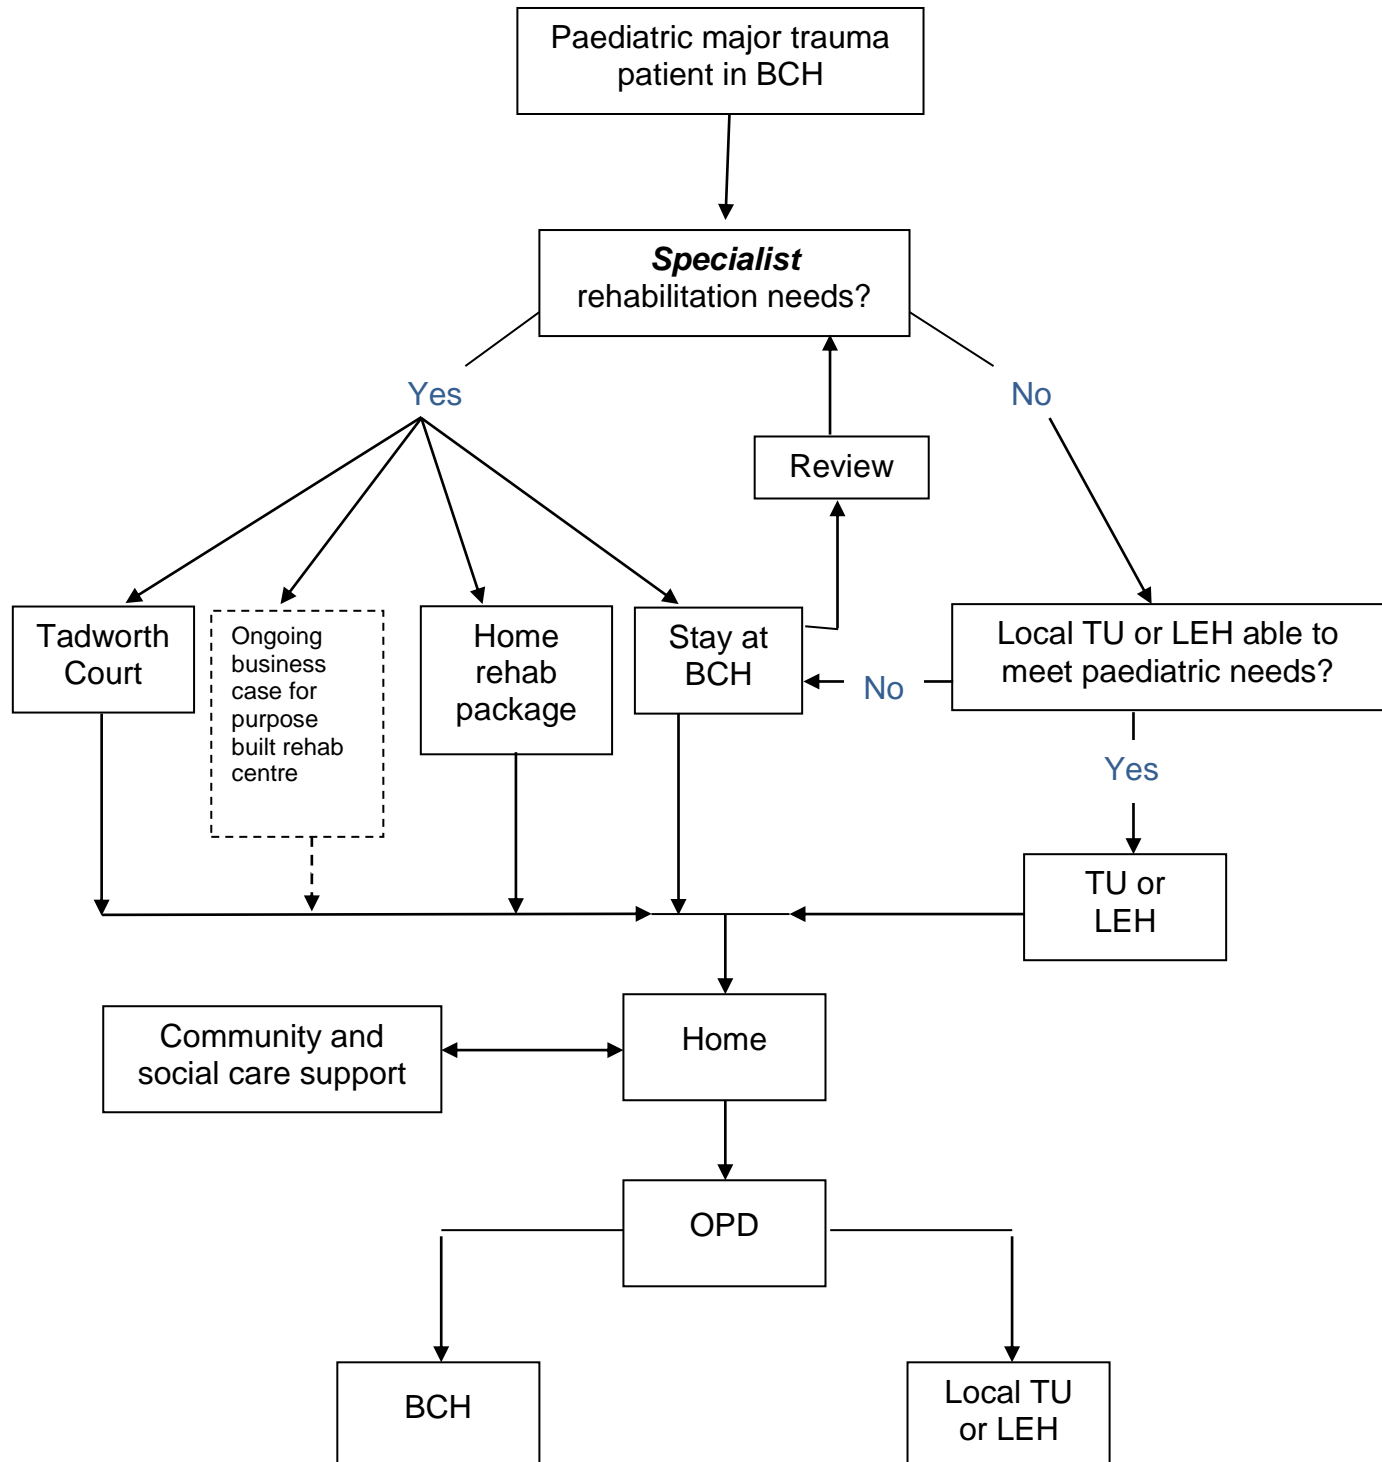 Paediatric major trauma
patient in BCH
Specialist
rehabilitation needs?
Yes
No
Review
Tadworth
Court
Ongoing
business
case for
purpose
built rehab
centre
Home
rehab
package
Stay at
BCH
No
Local TU or LEH able to
meet paediatric needs?
Yes
TU or
LEH
Community and
social care support
Home
OPD
BCH
Local TU
or LEH